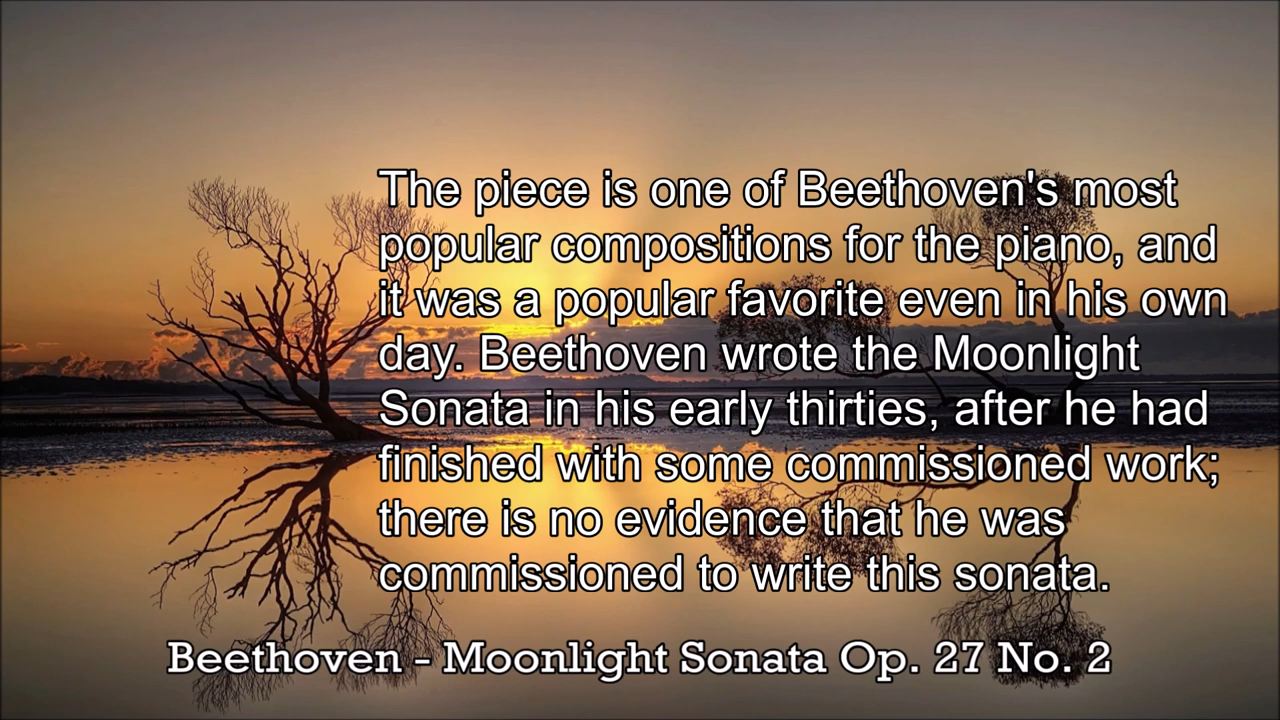 The piece is one of Beethoven's most
popular compositions for the piano, and
it was a popular favorite even in his own
day. Beethoven wrote the Moonlight
Sonata in his early thirties, after he had
finished with some commissioned work;
there is no evidence that he was
commissioned to write this sonata.
Beethoven - Moonlight Sonata Op. 27 No. 2